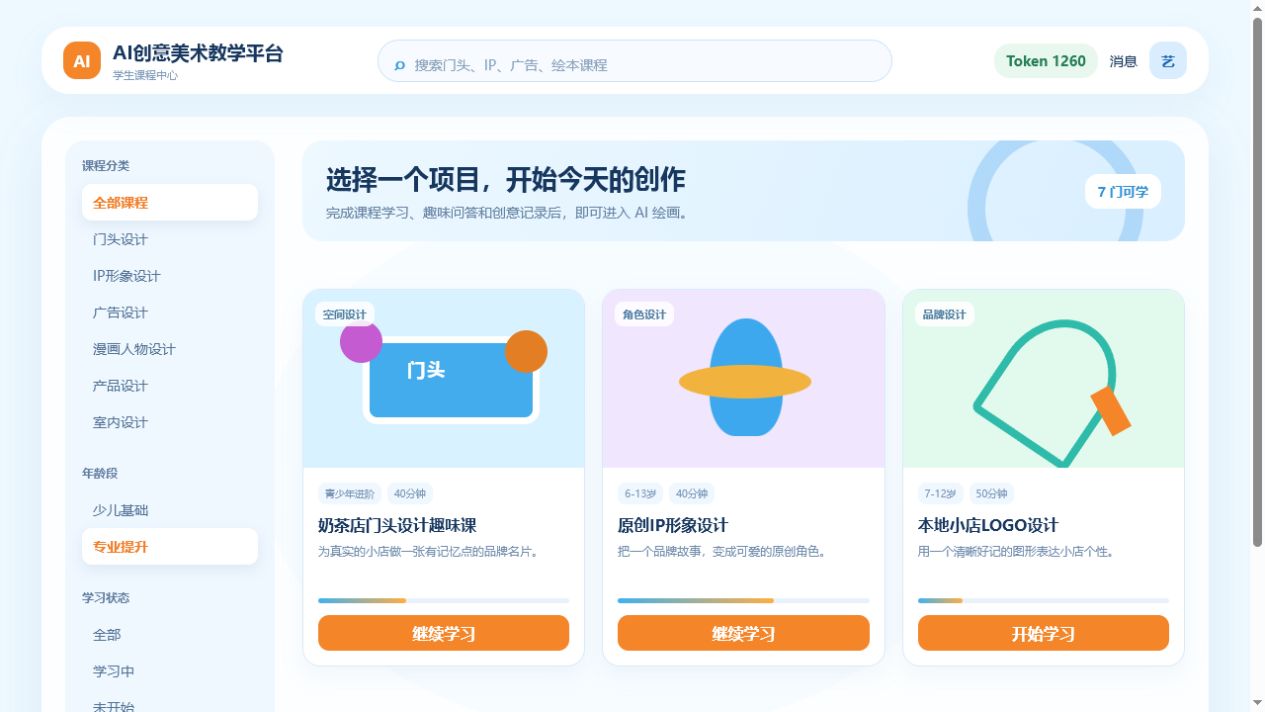 AI
AI创意美术教学平台
学生课程中心
搜索门头、IP、广告、绘本课程
Token 1260
消息
艺
课程分类
全部课程
门头设计
IP形象设计
广告设计
漫画人物设计
产品设计
室内设计
年龄段
少儿基础
专业提升
学习状态
全部
学习中
未开始
选择一个项目，开始今天的创作
完成课程学习、趣味问答和创意记录后，即可进入 AI 绘画。
7 门可学
空间设计
门头
青少年进阶
40分钟
奶茶店门头设计趣味课
为真实的小店做一张有记忆点的品牌名片。
继续学习
角色设计
6-13岁
40分钟
原创IP形象设计
把一个品牌故事，变成可爱的原创角色。
继续学习
品牌设计
7-12岁
50分钟
本地小店LOGO设计
用一个清晰好记的图形表达小店个性。
开始学习